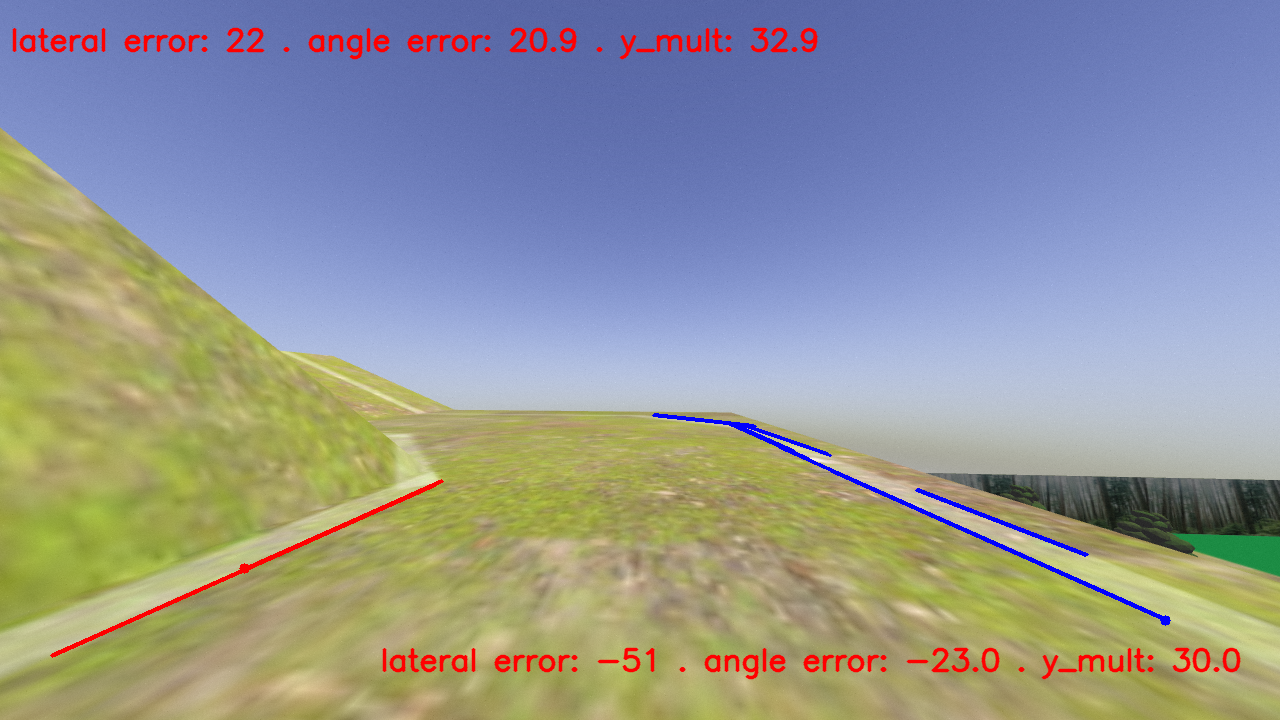 lateral error: 22 . angle error: 20.9 . y_mult: 32.9
lateral error: -51 . angle error: -23.0 . y_mult: 30.0